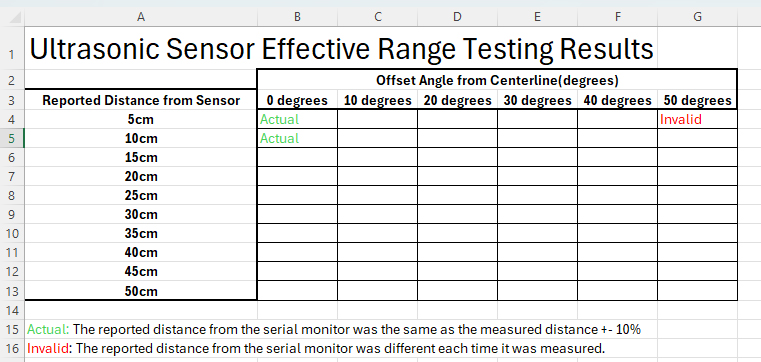 A B C D E F G
1 Ultrasonic Sensor Effective Range Testing Results
2 Offset Angle from Centerline(degrees)
3 Reported Distance from Sensor 0 degrees 10 degrees 20 degrees 30 degrees 40 degrees 50 degrees
4 5cm Actual Invalid
5 10cm Actual
6 15cm
7 20cm
8 25cm
9 30cm
10 35cm
11 40cm
12 45cm
13 50cm
14
15 Actual: The reported distance from the serial monitor was the same as the measured distance +- 10%
16 Invalid: The reported distance from the serial monitor was different each time it was measured.